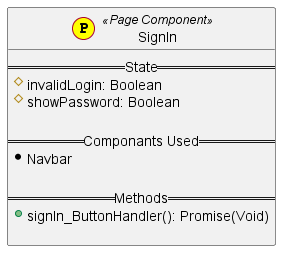 P
«Page Component»
SignIn
State
invalidLogin: Boolean
showPassword: Boolean
Componants Used
Navbar
Methods
signIn_ButtonHandler(): Promise(Void)